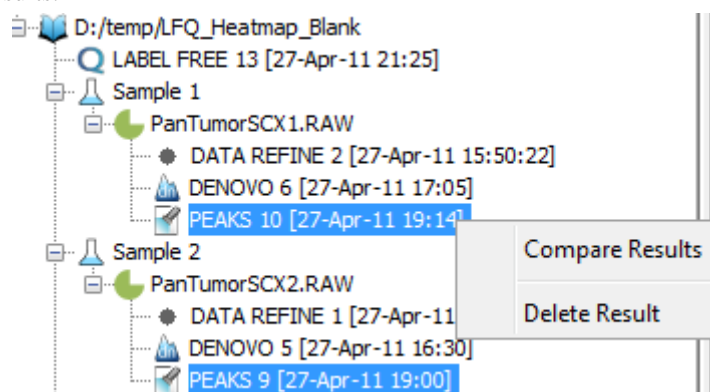 D:/temp/LFQ_Heatmap_Blank
LABEL FREE 13 [27-Apr-11 21:25]
Sample 1
PanTumorSCX1.RAW
DATA REFINE 2 [27-Apr-11 15:50:22]
DENOVO 6 [27-Apr-11 17:05]
PEAKS 10 [27-Apr-11 19:14]
Compare Results
Sample 2
PanTumorSCX2.RAW
DATA REFINE 1 [27-Apr-11
Delete Result
DENOVO 5 [27-Apr-11 16:30]
PEAKS 9 [27-Apr-11 19:00]